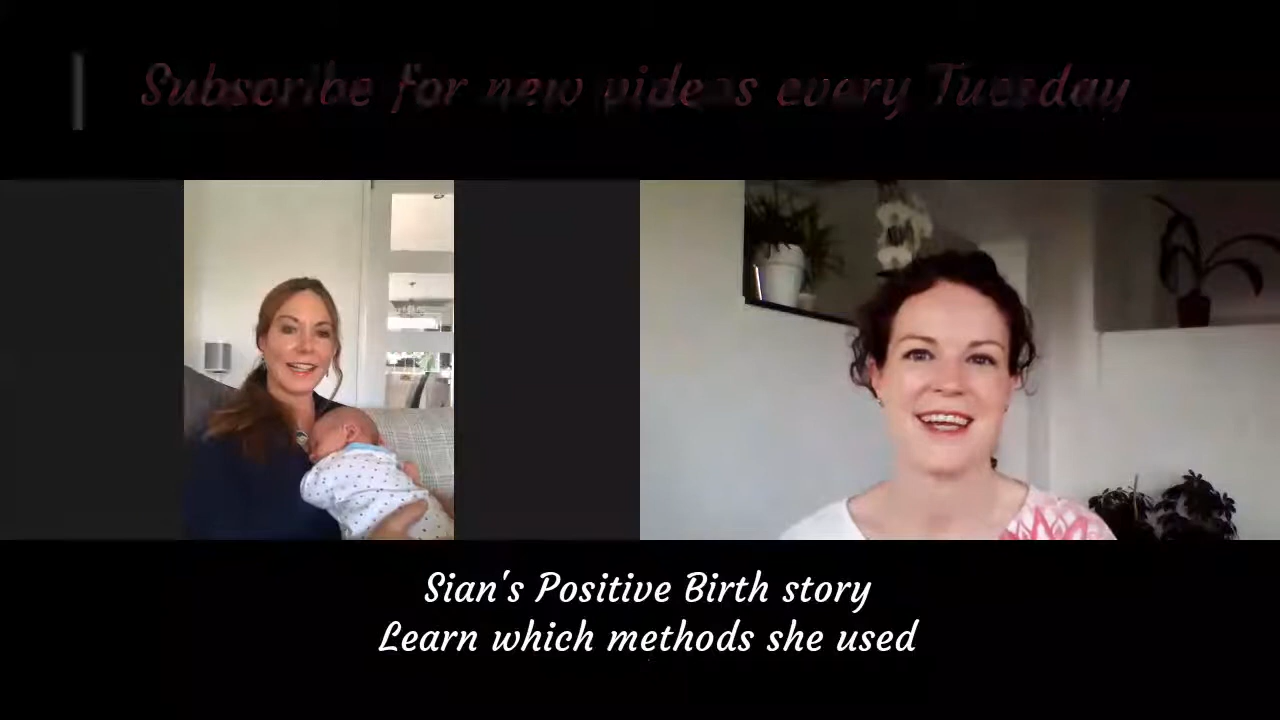 Subscribe for new videos every Tuesday
Sian's Positive Birth story
Learn which methods she used